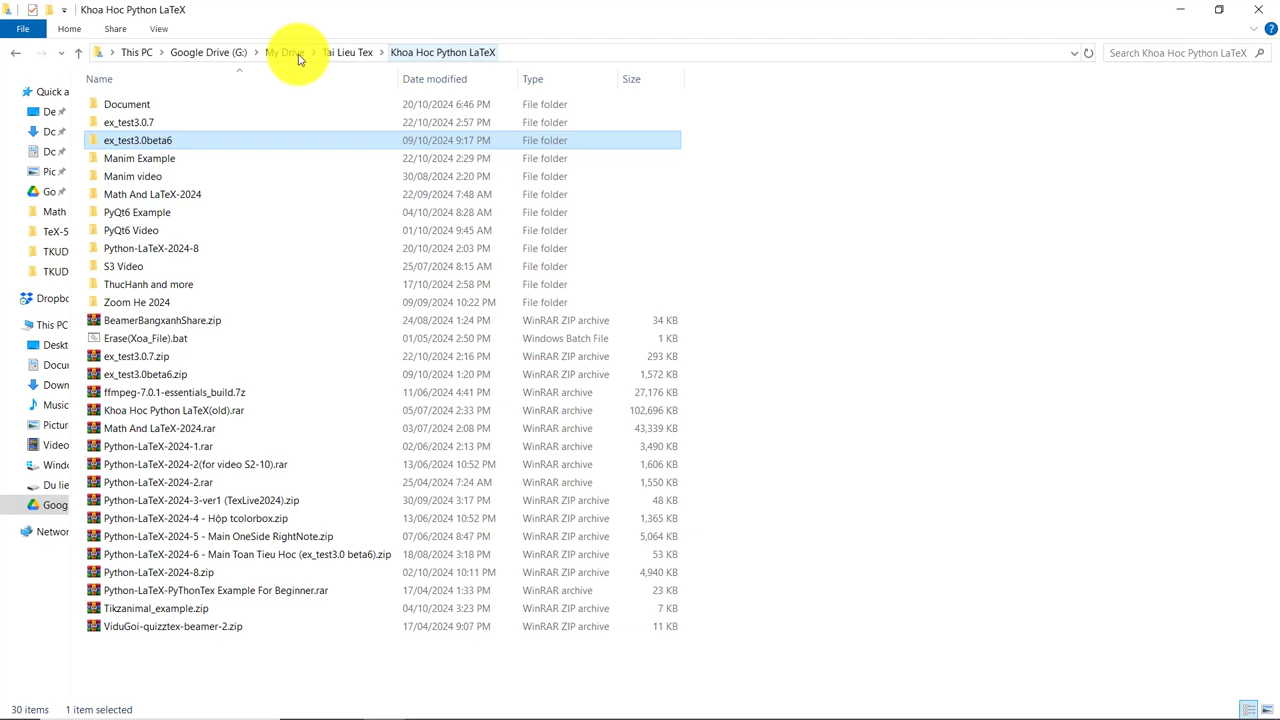 Khoa Hoc Python LaTeX
File Home Share View
This PC Google Drive (G:) My Drive Tai Lieu Tex Khoa Hoc Python LaTeX Search Khoa Hoc Python LaTeX
Name Date modified Type Size
Quick a
De
Dc
Dc
Pic
Go
Math
TeX-5
TKUD
TKUD
Dropbo
This PC
Deskt
Docu
Down
Music
Pictur
Video
Windo
Du lie
Goog
Networ
Document 20/10/2024 6:46 PM File folder
ex_test3.0.7 22/10/2024 2:57 PM File folder
ex_test3.0beta6 09/10/2024 9:17 PM File folder
Manim Example 22/10/2024 2:29 PM File folder
Manim video 30/08/2024 2:20 PM File folder
Math And LaTeX-2024 22/09/2024 7:48 AM File folder
PyQt6 Example 04/10/2024 8:28 AM File folder
PyQt6 Video 01/10/2024 9:45 AM File folder
Python-LaTeX-2024-8 20/10/2024 2:03 PM File folder
S3 Video 25/07/2024 8:15 AM File folder
ThucHanh and more 17/10/2024 2:58 PM File folder
Zoom He 2024 09/09/2024 10:22 PM File folder
BeamerBangxanhShare.zip 24/08/2024 1:24 PM WinRAR ZIP archive 34 KB
Erase(Xoa_File).bat 01/05/2024 2:50 PM Windows Batch File 1 KB
ex_test3.0.7.zip 22/10/2024 2:16 PM WinRAR ZIP archive 293 KB
ex_test3.0beta6.zip 09/10/2024 1:20 PM WinRAR ZIP archive 1,572 KB
ffmpeg-7.0.1-essentials_build.7z 11/06/2024 4:41 PM WinRAR archive 27,176 KB
Khoa Hoc Python LaTeX(old).rar 05/07/2024 2:33 PM WinRAR archive 102,696 KB
Math And LaTeX-2024.rar 03/07/2024 2:08 PM WinRAR archive 43,339 KB
Python-LaTeX-2024-1.rar 02/06/2024 2:13 PM WinRAR archive 3,490 KB
Python-LaTeX-2024-2(for video S2-10).rar 13/06/2024 10:52 PM WinRAR archive 1,606 KB
Python-LaTeX-2024-2.rar 25/04/2024 7:24 AM WinRAR archive 1,550 KB
Python-LaTeX-2024-3-ver1 (TexLive2024).zip 30/09/2024 3:17 PM WinRAR ZIP archive 48 KB
Python-LaTeX-2024-4 - Hộp tcolorbox.zip 13/06/2024 10:52 PM WinRAR ZIP archive 1,365 KB
Python-LaTeX-2024-5 - Main OneSide RightNote.zip 07/06/2024 8:47 PM WinRAR ZIP archive 5,064 KB
Python-LaTeX-2024-6 - Main Toan Tieu Hoc (ex_test3.0 beta6).zip 18/08/2024 3:18 PM WinRAR ZIP archive 53 KB
Python-LaTeX-2024-8.zip 02/10/2024 10:11 PM WinRAR ZIP archive 4,940 KB
Python-LaTeX-PyThonTex Example For Beginner.rar 17/04/2024 1:33 PM WinRAR archive 23 KB
Tikzanimal_example.zip 04/10/2024 3:23 PM WinRAR ZIP archive 7 KB
ViduGoi-quizztex-beamer-2.zip 17/04/2024 9:07 PM WinRAR ZIP archive 11 KB
30 items 1 item selected